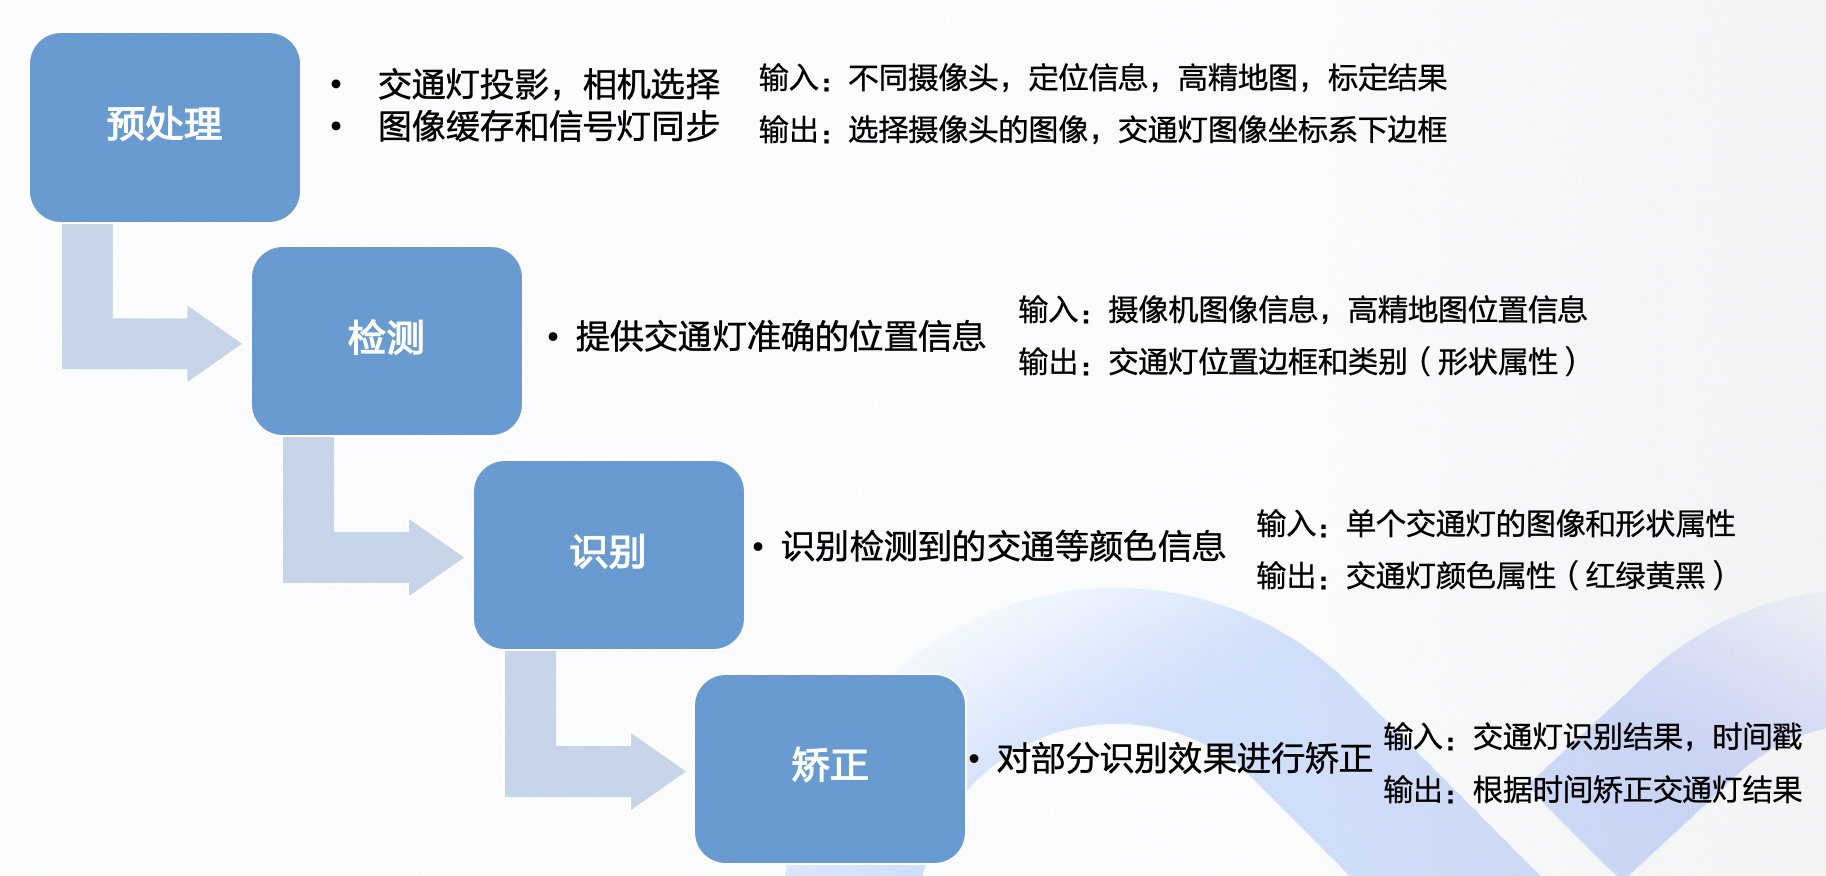 预处理
• 交通灯投影，相机选择
• 图像缓存和信号灯同步
输入：不同摄像头，定位信息，高精地图，标定结果
输出：选择摄像头的图像，交通灯图像坐标系下边框
检测
• 提供交通灯准确的位置信息
输入：摄像机图像信息，高精地图位置信息
输出：交通灯位置边框和类别（形状属性）
识别
• 识别检测到的交通等颜色信息
输入：单个交通灯的图像和形状属性
输出：交通灯颜色属性（红绿黄黑）
矫正
• 对部分识别效果进行矫正
输入：交通灯识别结果，时间戳
输出：根据时间矫正交通灯结果